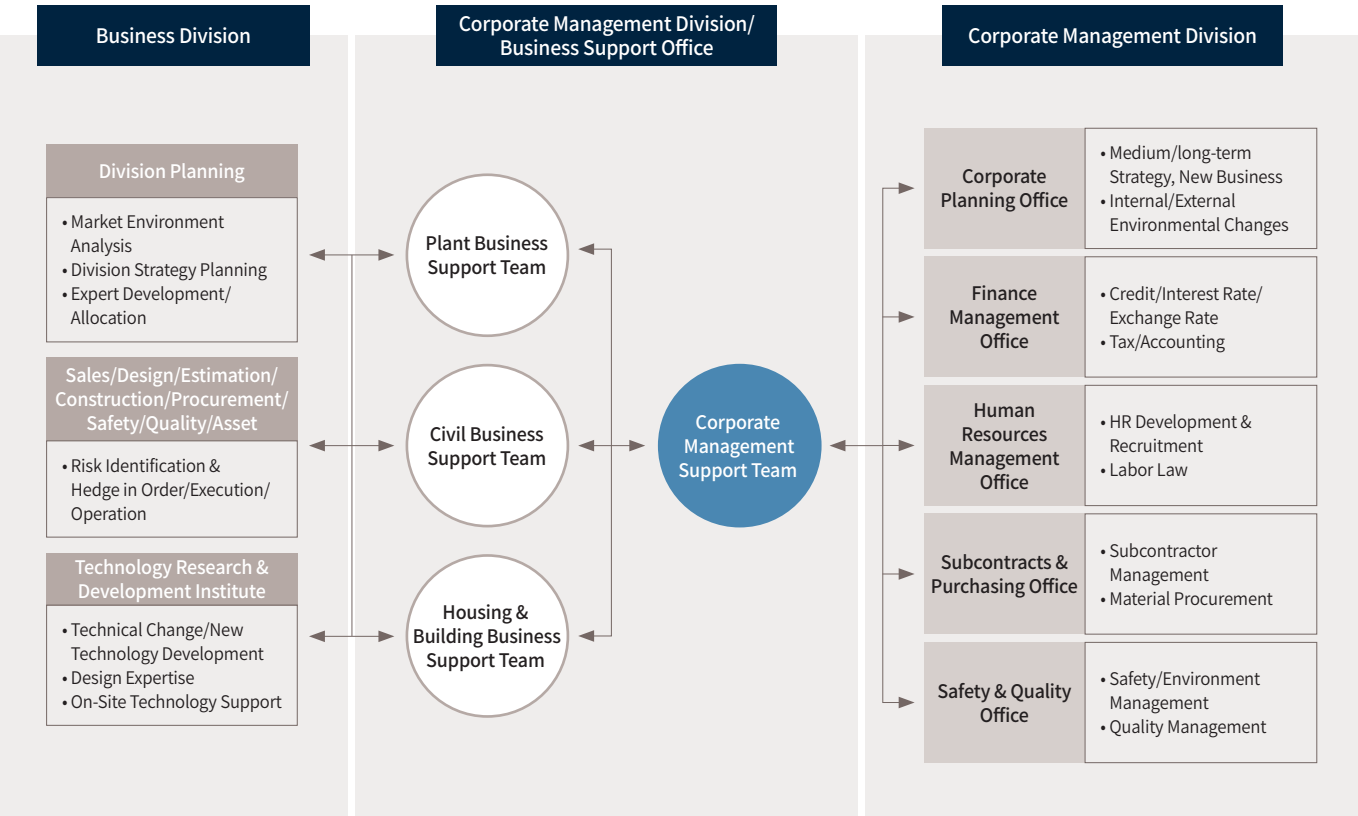 Business Division
Division Planning
• Market Environment
Analysis
• Division Strategy Planning
• Expert Development/
Allocation
Sales/Design/Estimation/
Construction/Procurement/
Safety/Quality/Asset
• Risk Identification &
Hedge in Order/Execution/
Operation
Technology Research &
Development Institute
• Technical Change/New
Technology Development
• Design Expertise
• On-Site Technology Support
Corporate Management Division/
Business Support Office
Plant Business
Support Team
Civil Business
Support Team
Housing &
Building Business
Support Team
Corporate
Management
Support Team
Corporate Management Division
Corporate
Planning Office
• Medium/long-term
Strategy, New Business
• Internal/External
Environmental Changes
Finance
Management
Office
• Credit/Interest Rate/
Exchange Rate
• Tax/Accounting
Human
Resources
Management
Office
• HR Development &
Recruitment
• Labor Law
Subcontracts &
Purchasing Office
• Subcontractor
Management
• Material Procurement
Safety & Quality
Office
• Safety/Environment
Management
• Quality Management